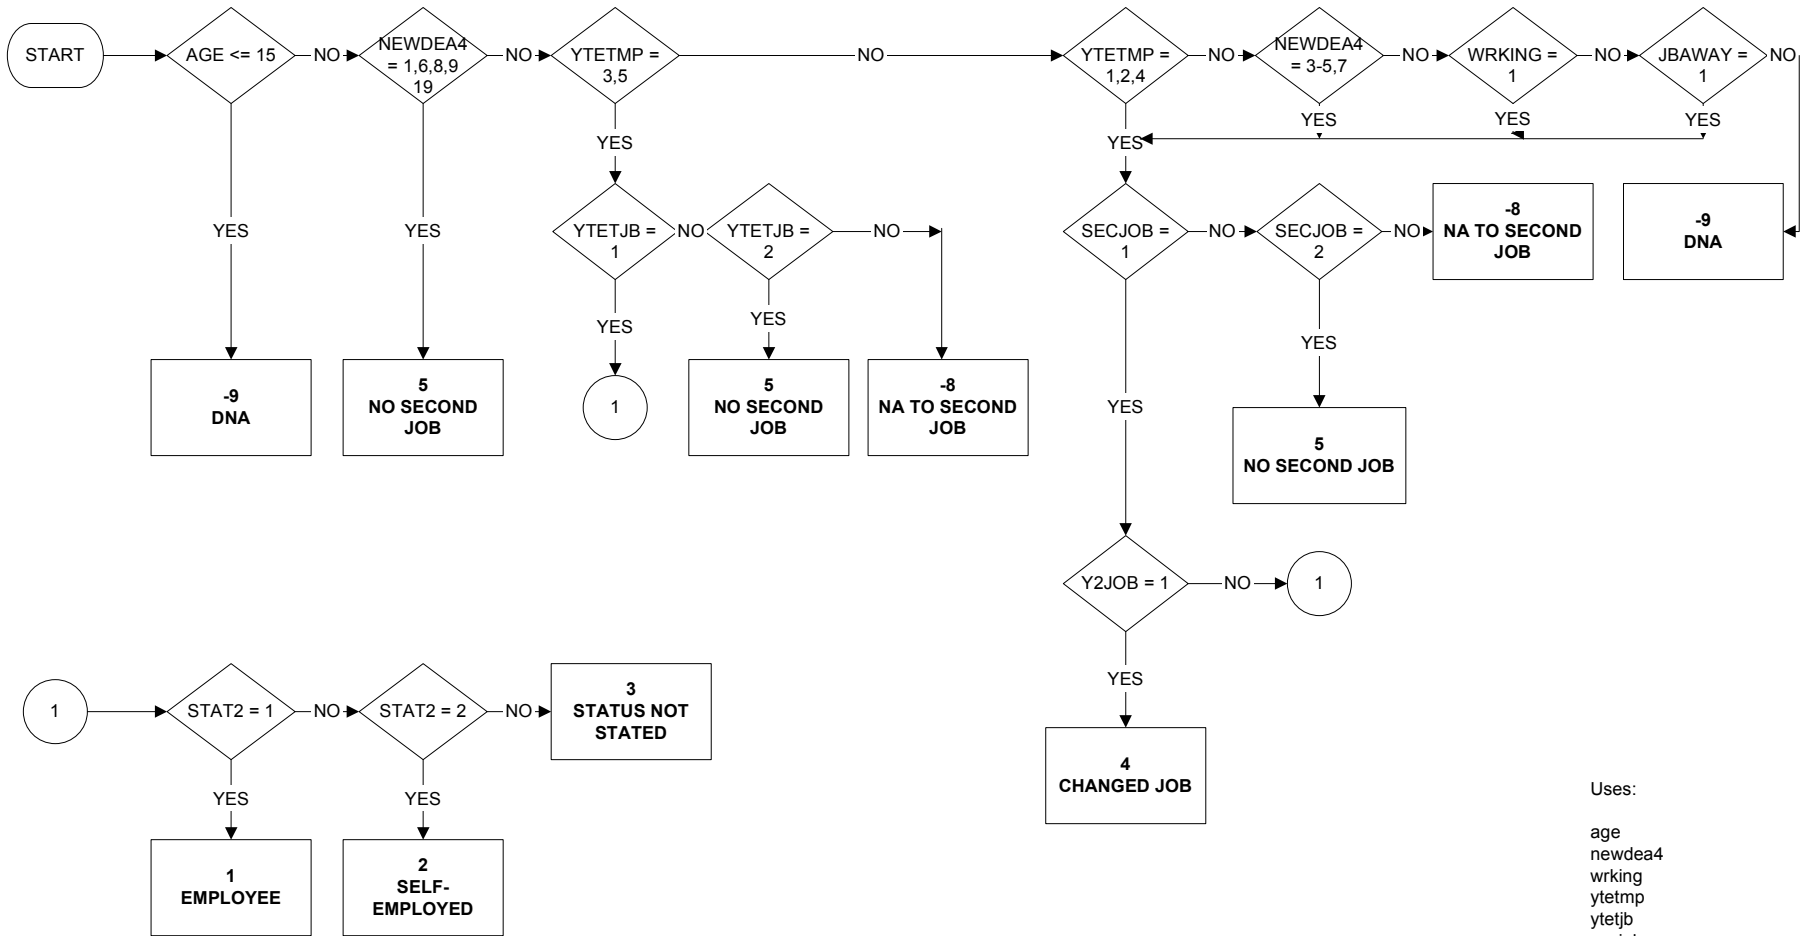 START
AGE <= 15
NO
NEWDEA4
= 1,6,8,9
19
NO
YTETMP =
3,5
NO
YTETMP =
1,2,4
NO
NEWDEA4
= 3-5,7
NO
WRKING =
1
NO
JBAWAY =
1
NO
YES
YES
YES
YES
YES
YES
YES
YES
YTETJB =
1
NO
YTETJB =
2
NO
SECJOB =
1
NO
SECJOB =
2
NO
-8
NA TO SECOND
JOB
-9
DNA
YES
YES
YES
YES
-9
DNA
5
NO SECOND
JOB
1
5
NO SECOND
JOB
-8
NA TO SECOND
JOB
5
NO SECOND JOB
Y2JOB = 1
NO
1
YES
4
CHANGED JOB
1
STAT2 = 1
NO
STAT2 = 2
NO
3
STATUS NOT
STATED
YES
YES
1
EMPLOYEE
2
SELF-
EMPLOYED
Uses:
age
newdea4
wrking
ytetmp
ytetjb